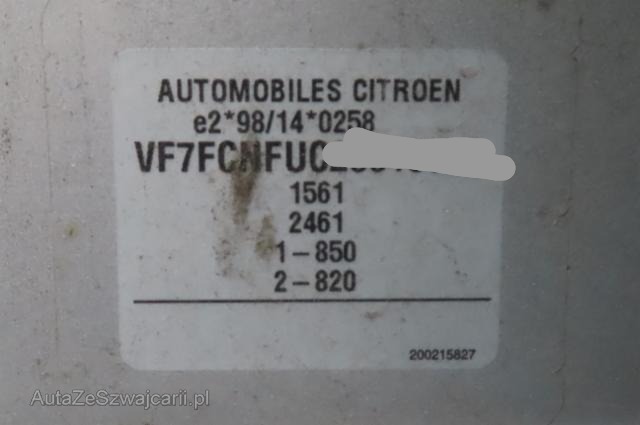 AUTOMOBILES CITROEN
e2*98/14*0258
VF7FCNFUC
1561
2461
1-850
2-820
200215827
AutaZeSzwajcarii.pl